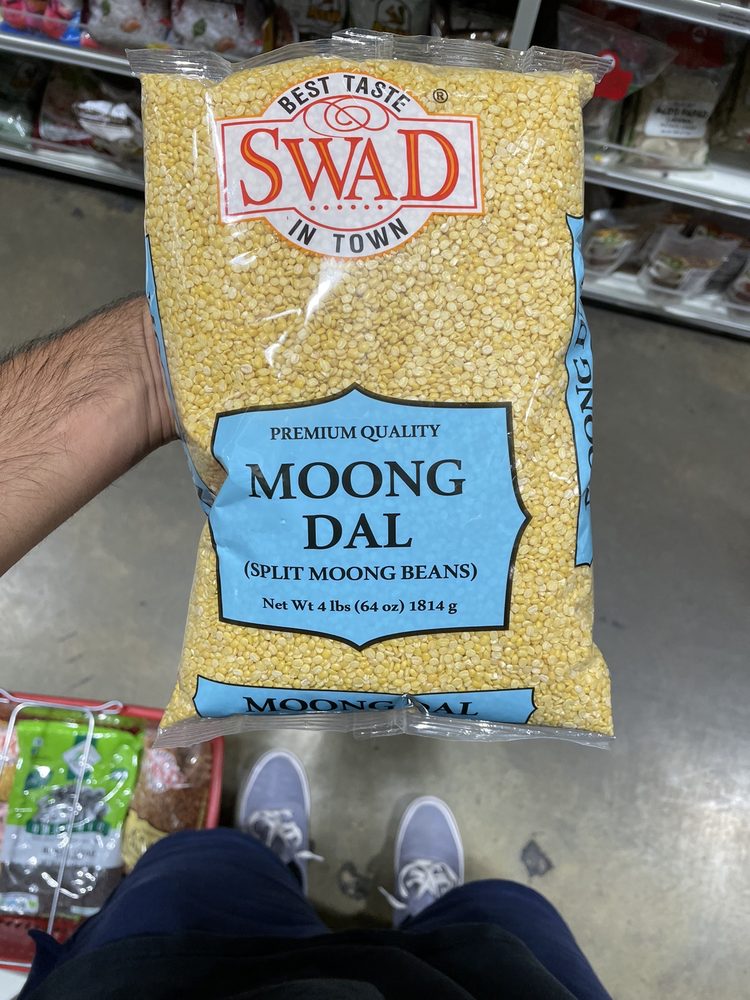 BEST TASTE
®
SWAD
IN TOWN
PREMIUM QUALITY
MOONG
DAL
(SPLIT MOONG BEANS)
Net Wt 4 lbs (64 oz) 1814 g
MOONG DAL
MOONG